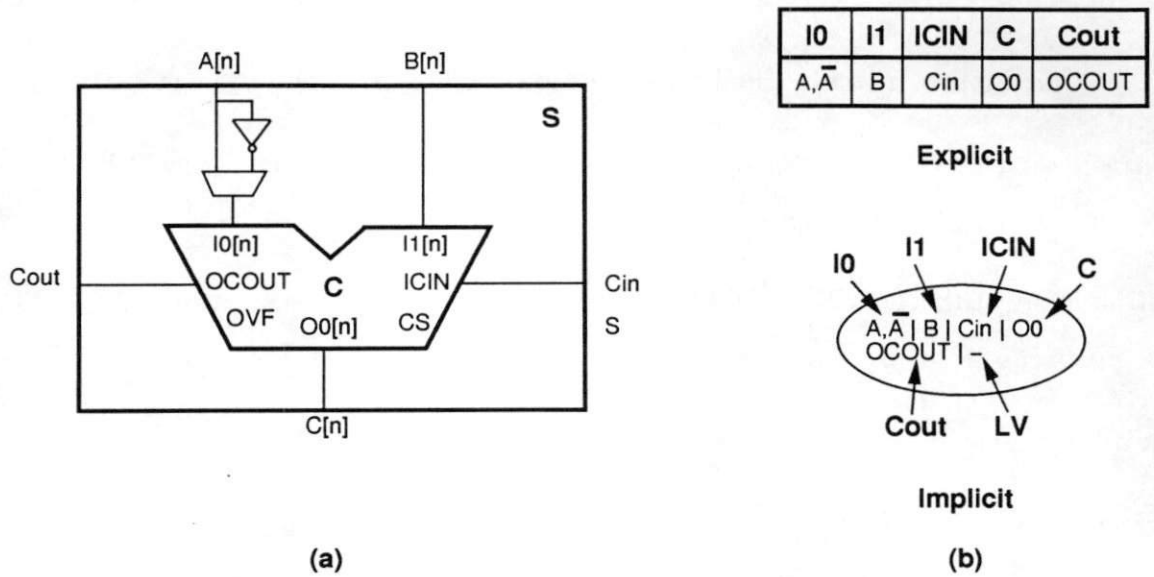 A[n] B[n]
S
I0[n] I1[n]
Cout OCOUT C ICIN Cin
OVF O0[n] CS S
C[n]
(a)
I0 I1 ICIN C Cout
A,A̅ B Cin O0 OCOUT
Explicit
I0 I1 ICIN C
A,A̅ | B | Cin | O0
OCOUT | –
Cout LV
Implicit
(b)